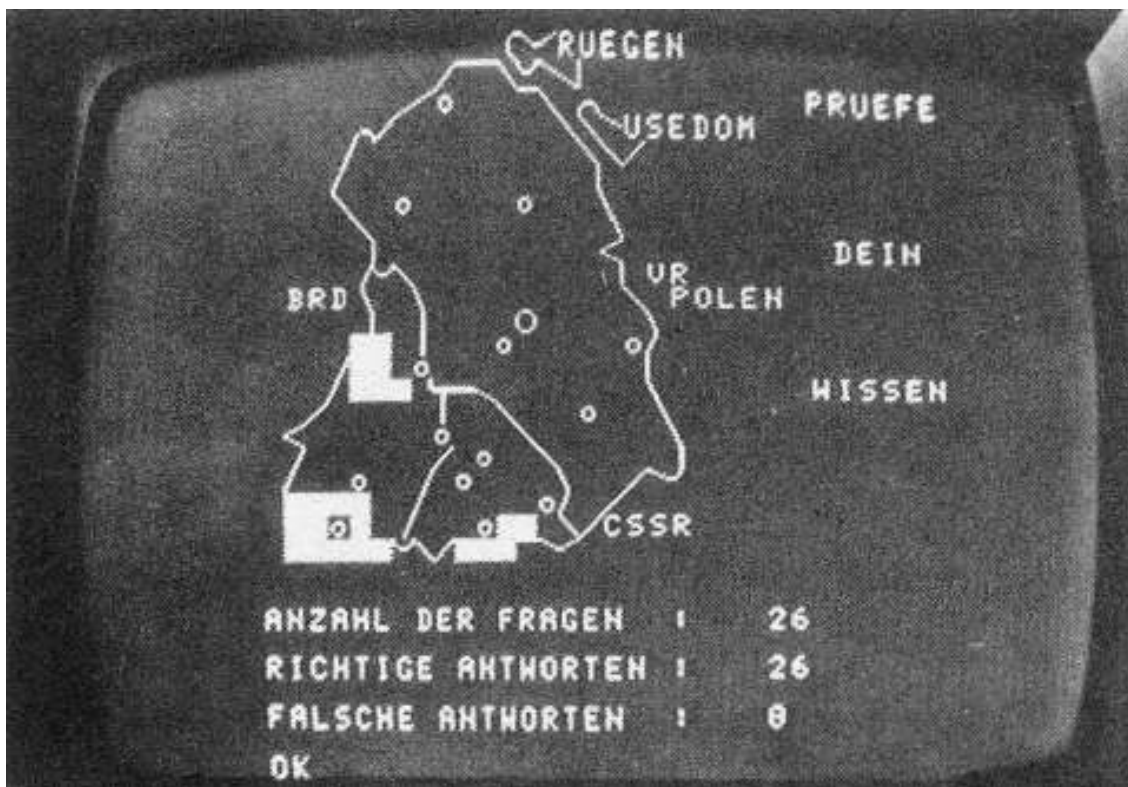 RUEGEN
PRUEFE
USEDOM
DEIN
VR
POLEN
BRD
WISSEN
CSSR
ANZAHL DER FRAGEN : 26
RICHTIGE ANTWORTEN : 26
FALSCHE ANTWORTEN : 0
OK